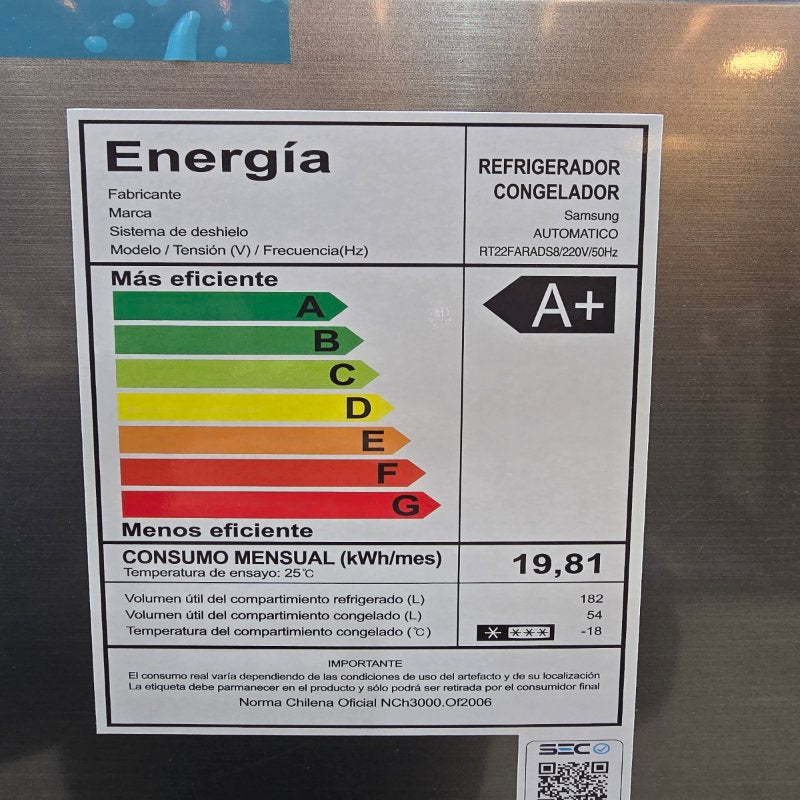 Energía
REFRIGERADOR
CONGELADOR
Fabricante
Marca
Samsung
Sistema de deshielo
AUTOMATICO
Modelo / Tensión (V) / Frecuencia(Hz)
RT22FARADS8/220V/50Hz
Más eficiente
A
A+
B
C
D
E
F
G
Menos eficiente
CONSUMO MENSUAL (kWh/mes)
19,81
Temperatura de ensayo: 25℃
Volumen útil del compartimiento refrigerado (L)
182
Volumen útil del compartimiento congelado (L)
54
Temperatura del compartimiento congelado (℃)
-18
IMPORTANTE
El consumo real varía dependiendo de las condiciones de uso del artefacto y de su localización
La etiqueta debe parmanecer en el producto y sólo podrá ser retirada por el consumidor final
Norma Chilena Oficial NCh3000.Of2006
SEC